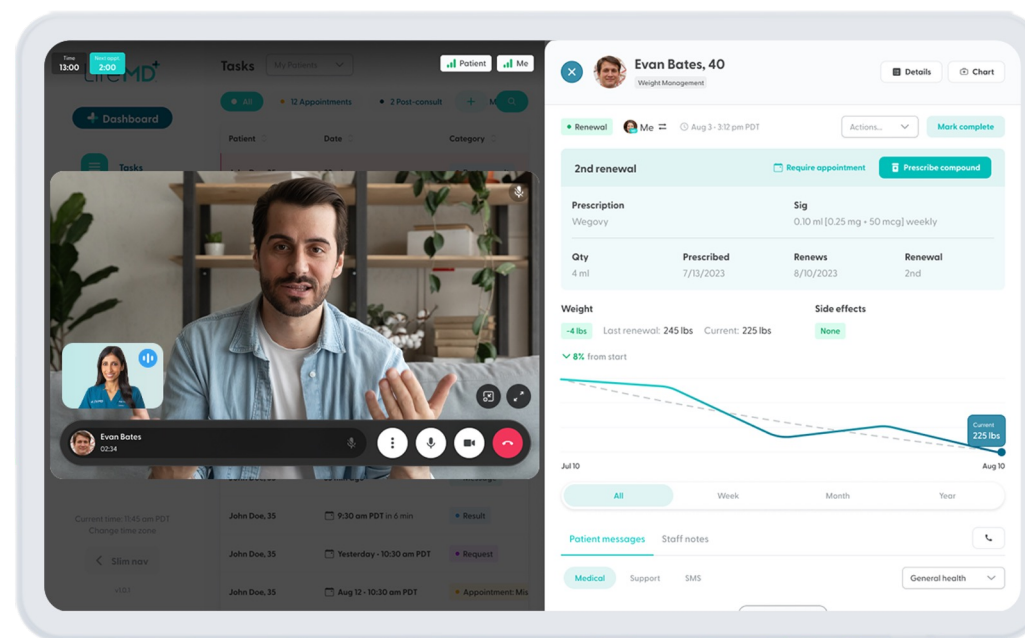 Time
13:00
Next appt
2:00
LifeMD+
Tasks
My Patients
Patient
Me
All
12 Appointments
2 Post-consult
+
M
+ Dashboard
Tasks
Patient
Date
Category
Evan Bates
02:34
Current time: 11:45 am PDT
Change time zone
Slim nav
John Doe, 35
9:30 am PDT in 6 min
Result
John Doe, 35
Yesterday - 10:30 am PDT
Request
John Doe, 35
Aug 12 - 10:30 am PDT
Appointment: Mis
Evan Bates, 40
Weight Management
Details
Chart
Renewal
Me
Aug 3 - 3:12 pm PDT
Actions...
Mark complete
2nd renewal
Require appointment
Prescribe compound
Prescription
Sig
Wegovy
0.10 ml [0.25 mg + 50 mcg] weekly
Qty
Prescribed
Renews
Renewal
4 ml
7/13/2023
8/10/2023
2nd
Weight
Side effects
-4 lbs
Last renewal: 245 lbs
Current: 225 lbs
None
8% from start
Current
225 lbs
Jul 10
Aug 10
All
Week
Month
Year
Patient messages
Staff notes
Medical
Support
SMS
General health